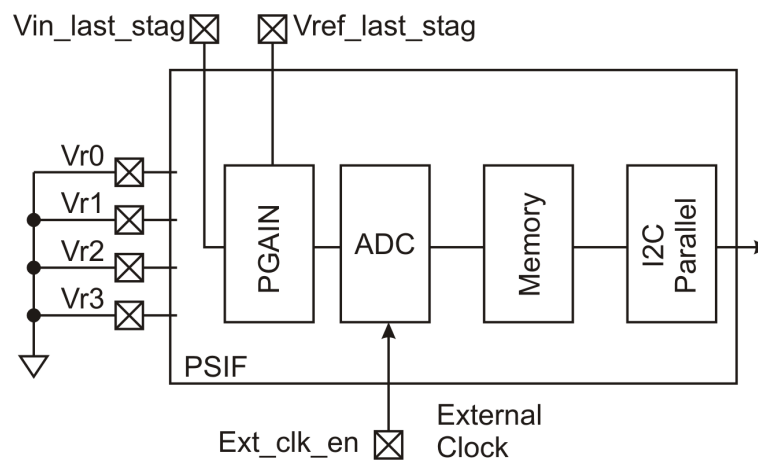 Vin_last_stag
Vref_last_stag
Vr0
Vr1
Vr2
Vr3
PGAIN
ADC
Memory
I2C
Parallel
PSIF
Ext_clk_en
External
Clock